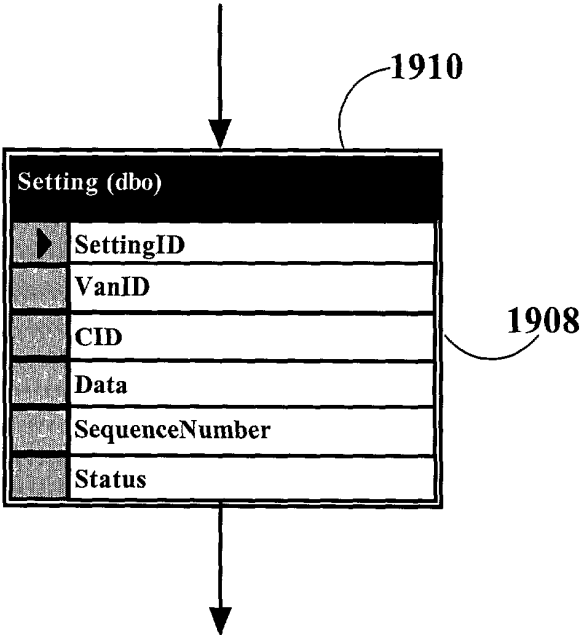 1910
Setting (dbo)
SettingID
VanID
1908
CID
Data
SequenceNumber
Status